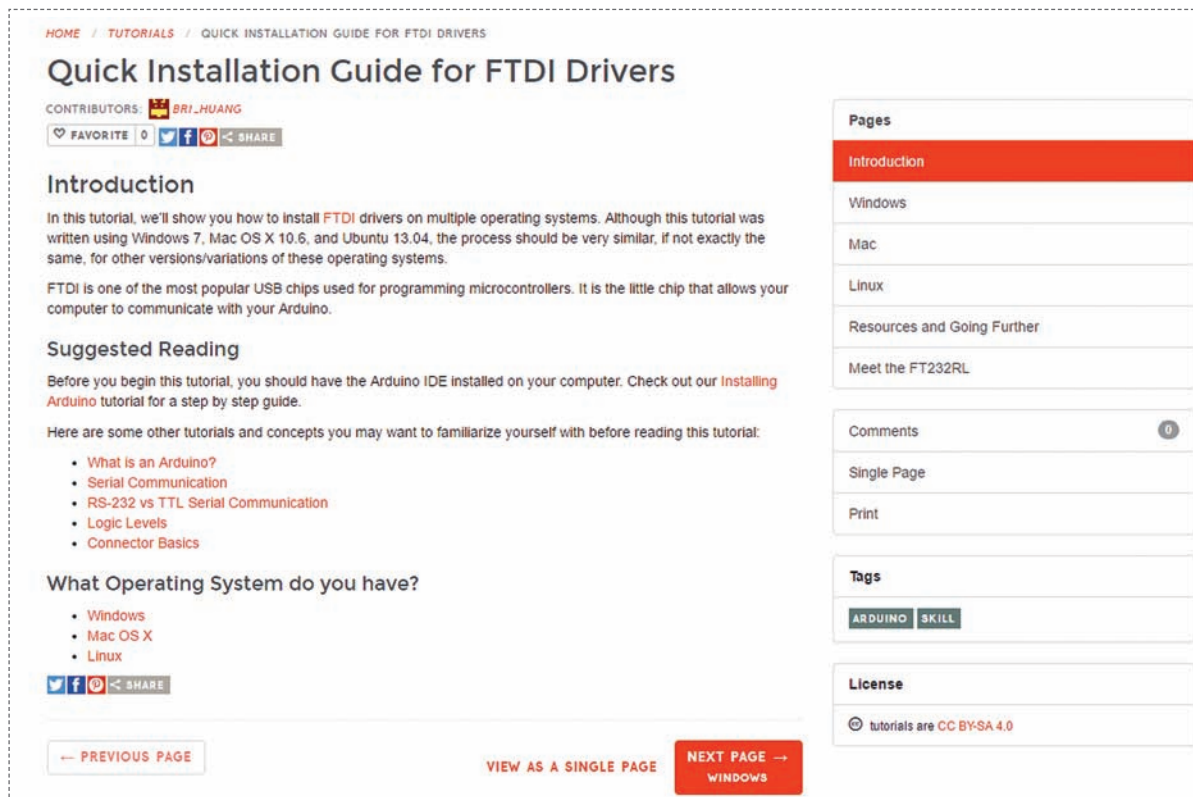 HOME / TUTORIALS / QUICK INSTALLATION GUIDE FOR FTDI DRIVERS
Quick Installation Guide for FTDI Drivers
CONTRIBUTORS: BRI_HUANG
FAVORITE 0 SHARE
Introduction
In this tutorial, we'll show you how to install FTDI drivers on multiple operating systems. Although this tutorial was
written using Windows 7, Mac OS X 10.6, and Ubuntu 13.04, the process should be very similar, if not exactly the
same, for other versions/variations of these operating systems.
FTDI is one of the most popular USB chips used for programming microcontrollers. It is the little chip that allows your
computer to communicate with your Arduino.
Suggested Reading
Before you begin this tutorial, you should have the Arduino IDE installed on your computer. Check out our Installing
Arduino tutorial for a step by step guide.
Here are some other tutorials and concepts you may want to familiarize yourself with before reading this tutorial:
• What is an Arduino?
• Serial Communication
• RS-232 vs TTL Serial Communication
• Logic Levels
• Connector Basics
What Operating System do you have?
• Windows
• Mac OS X
• Linux
SHARE
← PREVIOUS PAGE
VIEW AS A SINGLE PAGE
NEXT PAGE →
WINDOWS
Pages
Introduction
Windows
Mac
Linux
Resources and Going Further
Meet the FT232RL
Comments 0
Single Page
Print
Tags
ARDUINO SKILL
License
cc tutorials are CC BY-SA 4.0